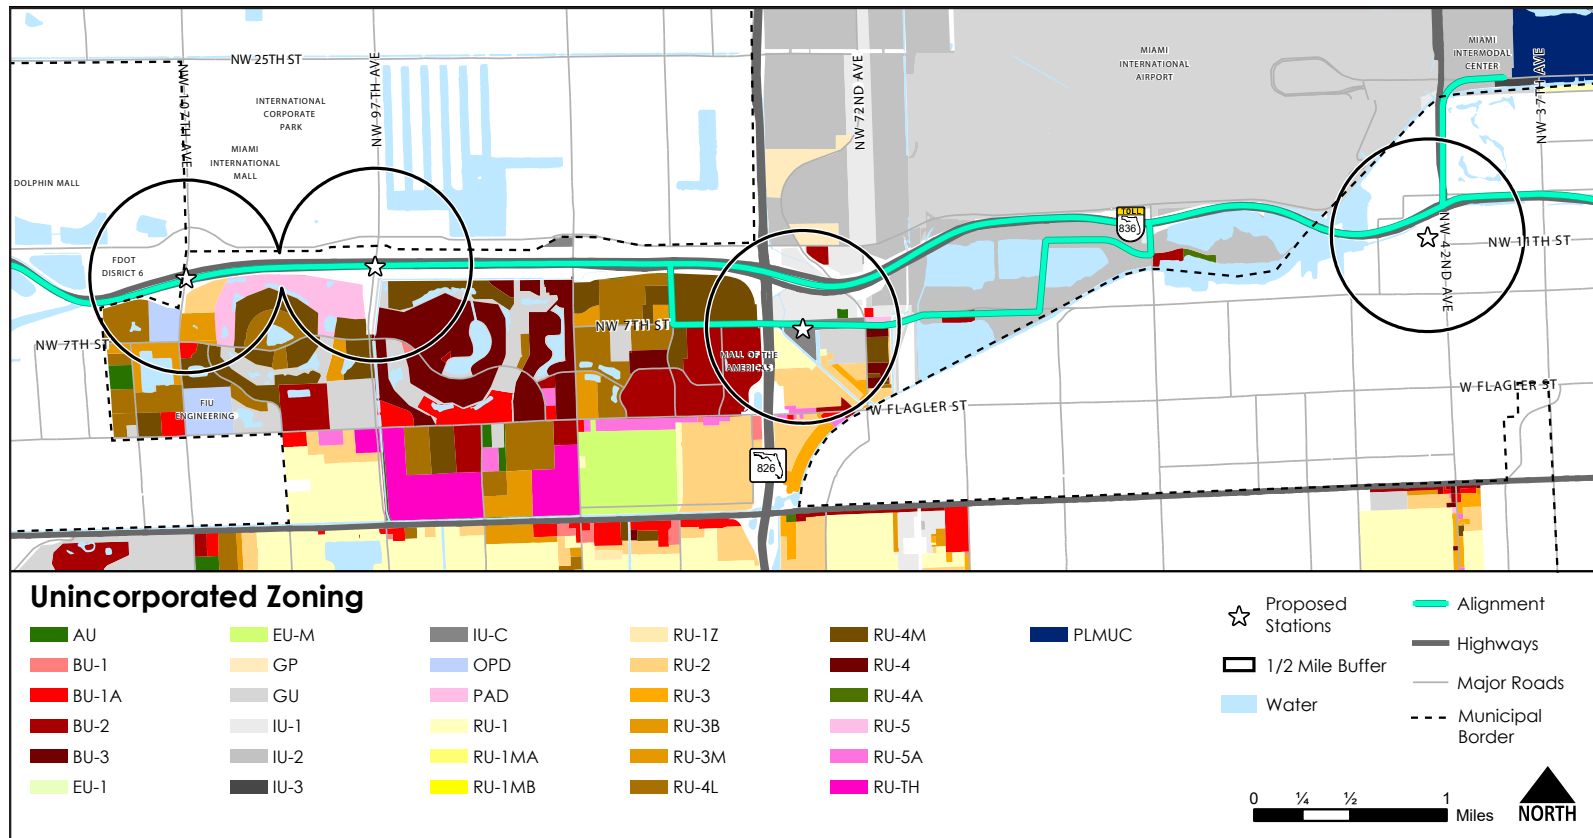 NW 25TH ST
NW 107TH AVE
NW 97TH AVE
INTERNATIONAL
CORPORATE
PARK
MIAMI
INTERNATIONAL
MALL
DOLPHIN MALL
FDOT
DISRICT 6
NW 7TH ST
FIU
ENGINEERING
NW 7TH ST
MALL OF THE
AMERICAS
NW 72ND AVE
MIAMI
INTERNATIONAL
AIRPORT
MIAMI
INTERMODAL
CENTER
NW 37TH AVE
TOLL
836
NW 42ND AVE
NW 11TH ST
W FLAGLER ST
W FLAGLER ST
826
Unincorporated Zoning
AU
BU-1
BU-1A
BU-2
BU-3
EU-1
EU-M
GP
GU
IU-1
IU-2
IU-3
IU-C
OPD
PAD
RU-1
RU-1MA
RU-1MB
RU-1Z
RU-2
RU-3
RU-3B
RU-3M
RU-4L
RU-4M
RU-4
RU-4A
RU-5
RU-5A
RU-TH
PLMUC
Proposed
Stations
1/2 Mile Buffer
Water
Alignment
Highways
Major Roads
Municipal
Border
0 ¼ ½ 1 Miles
NORTH